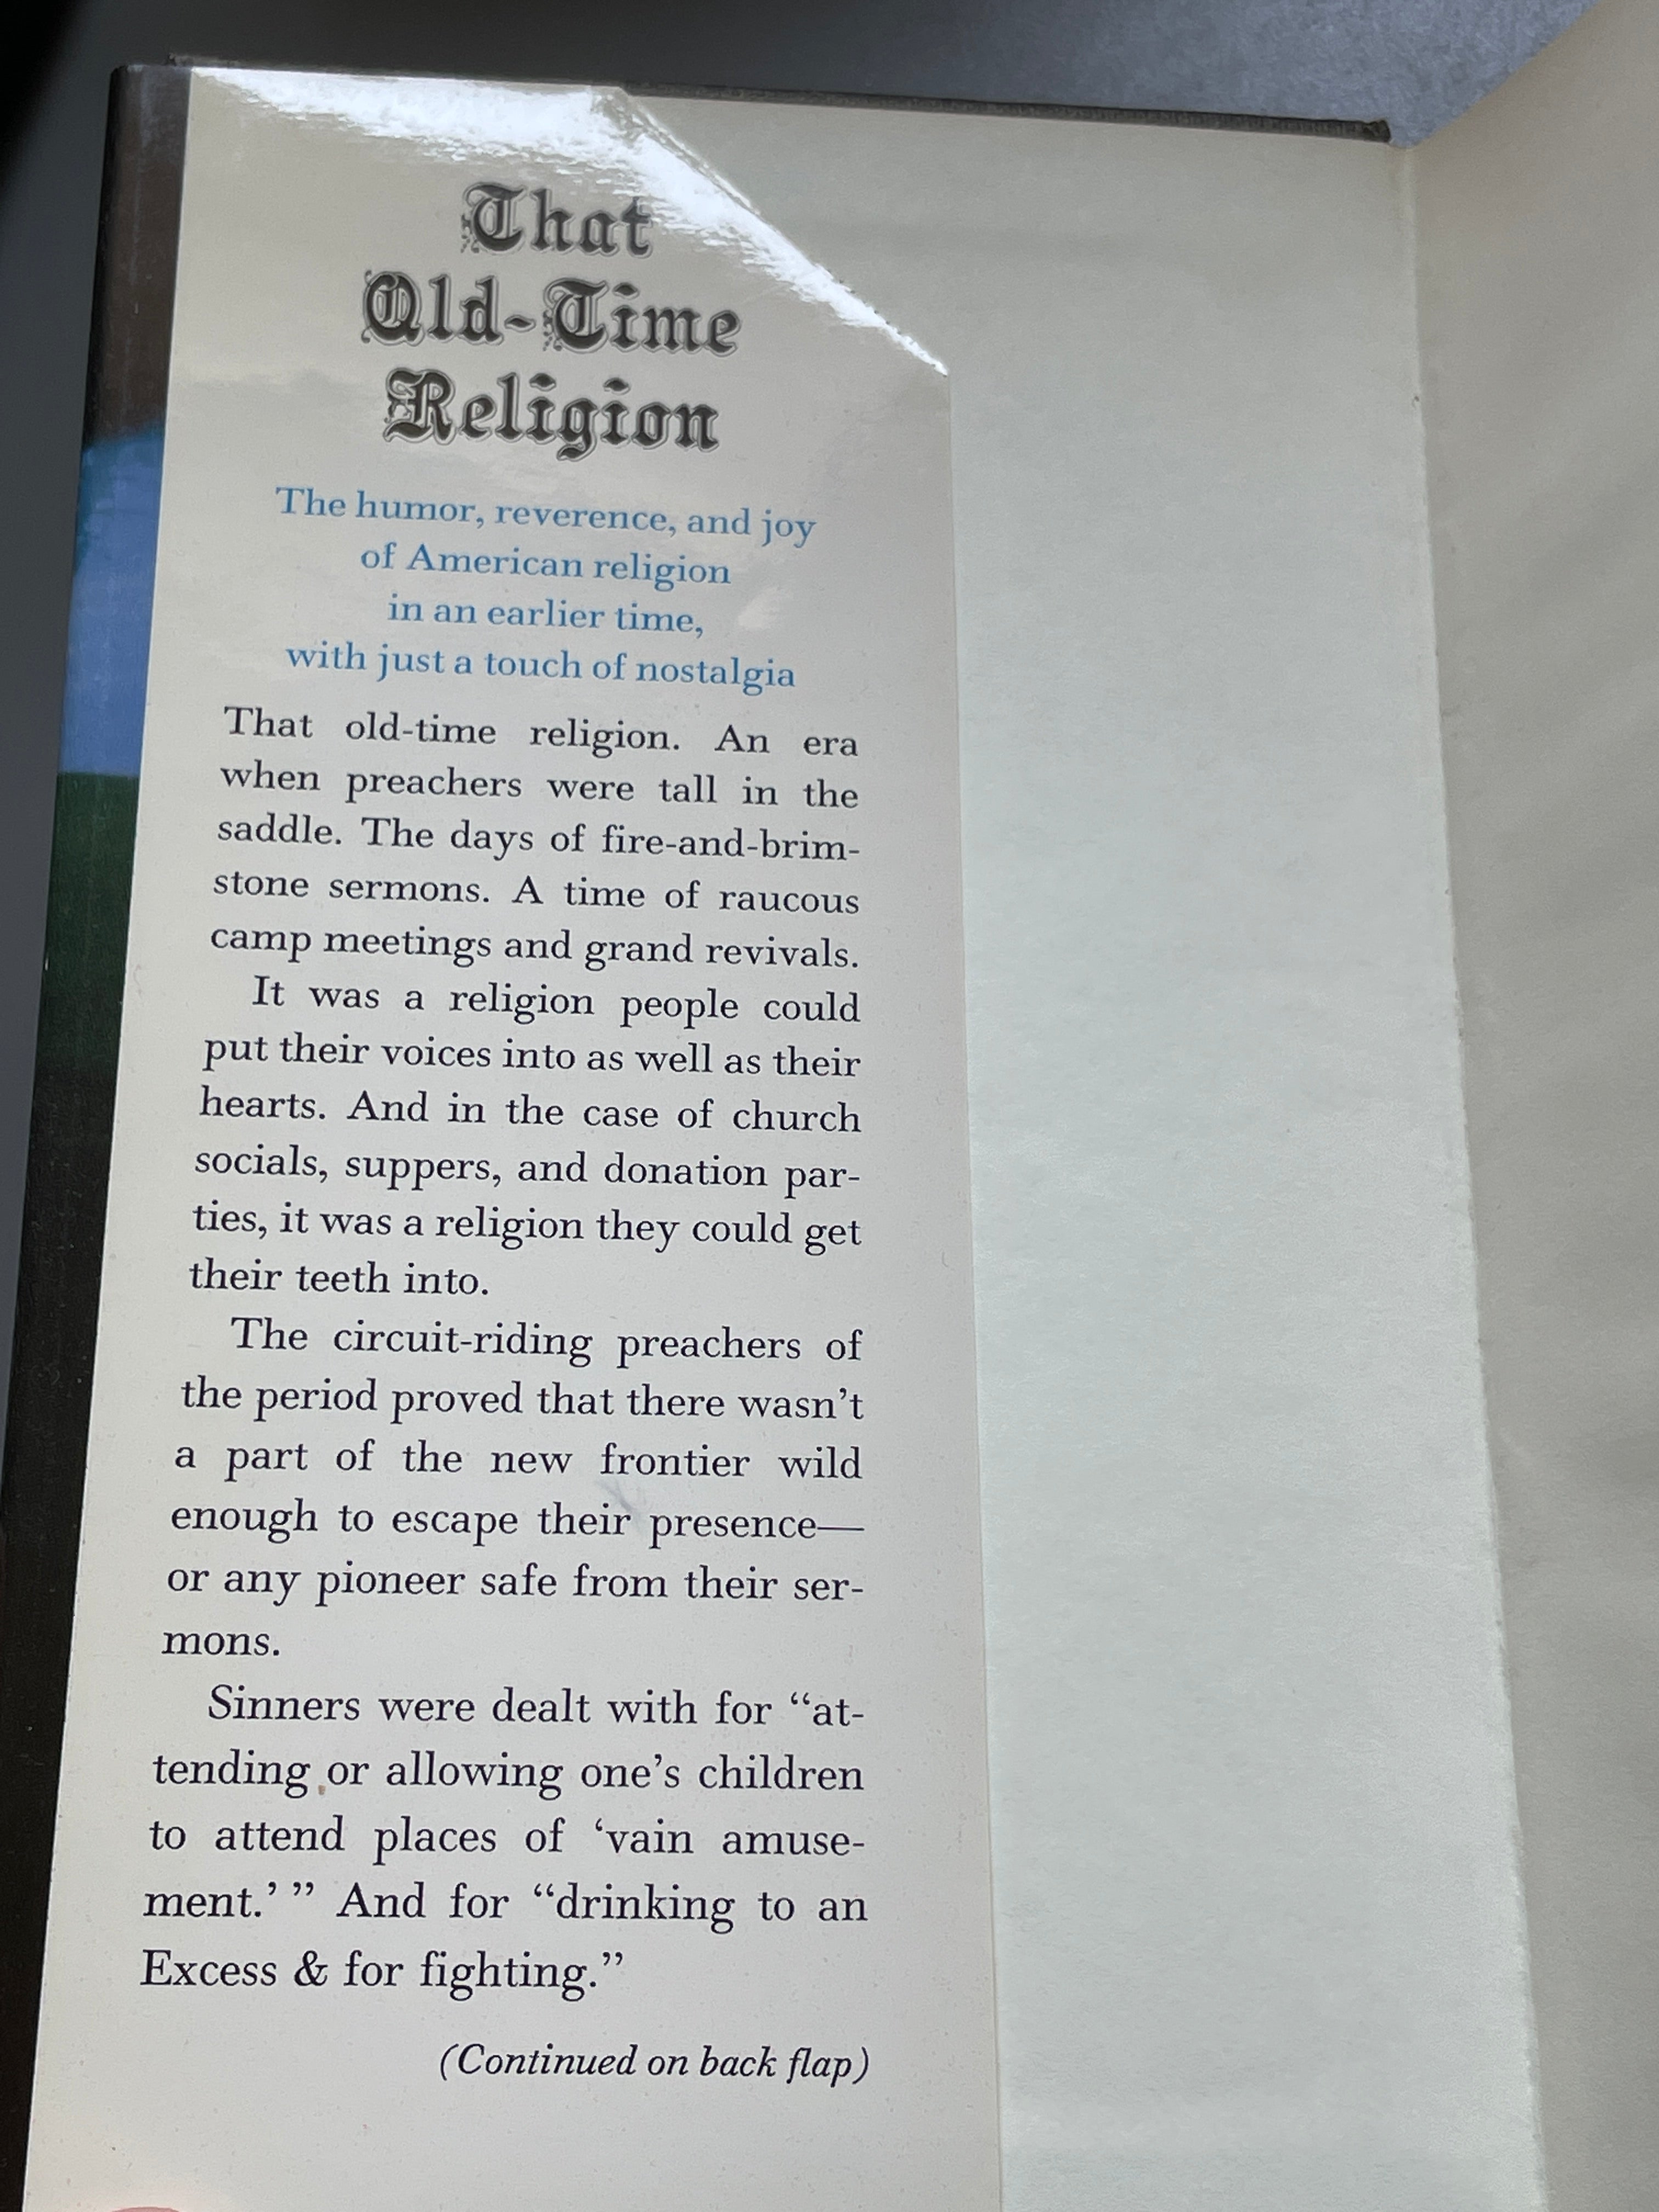 That
Old-Time
Religion
The humor, reverence, and joy
of American religion
in an earlier time,
with just a touch of nostalgia
That old-time religion. An era
when preachers were tall in the
saddle. The days of fire-and-brim-
stone sermons. A time of raucous
camp meetings and grand revivals.
It was a religion people could
put their voices into as well as their
hearts. And in the case of church
socials, suppers, and donation par-
ties, it was a religion they could get
their teeth into.
The circuit-riding preachers of
the period proved that there wasn’t
a part of the new frontier wild
enough to escape their presence—
or any pioneer safe from their ser-
mons.
Sinners were dealt with for “at-
tending or allowing one’s children
to attend places of ‘vain amuse-
ment.’ ” And for “drinking to an
Excess & for fighting.”
(Continued on back flap)